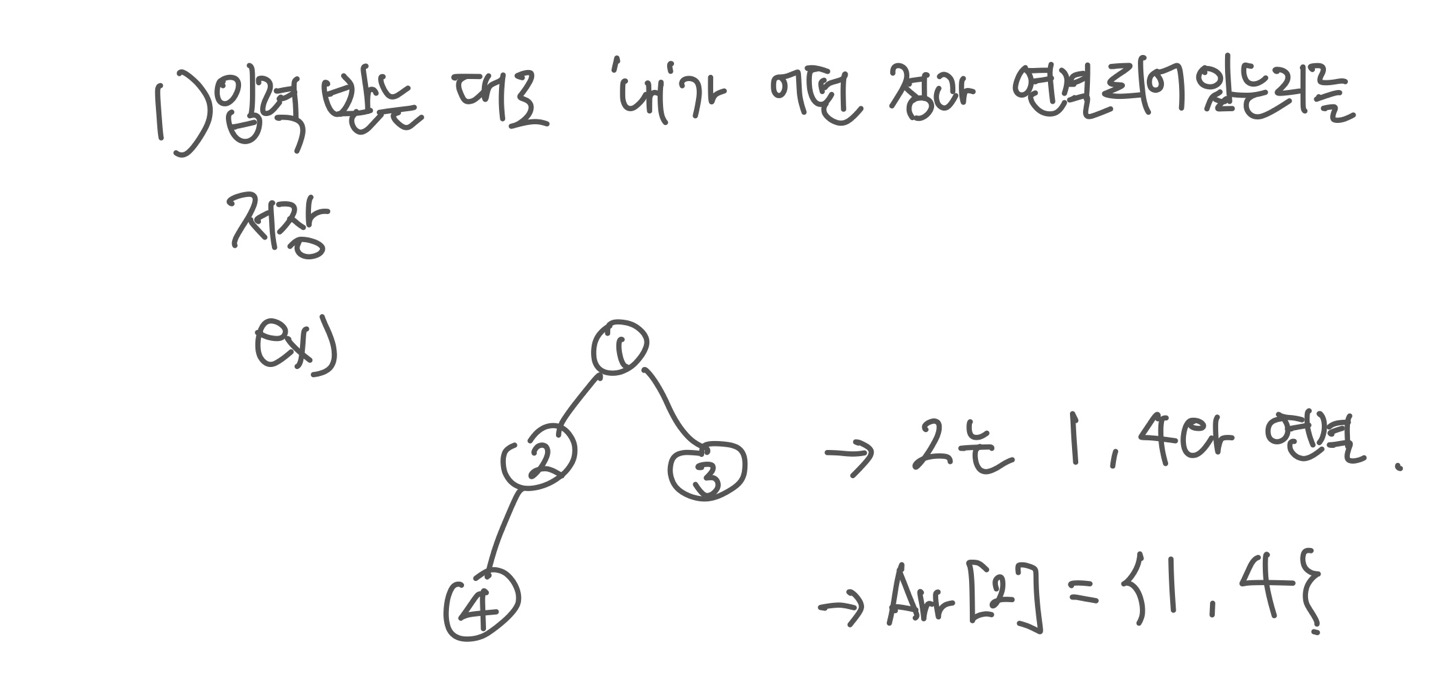 1) 입력 받는 대로 '내'가 어떤 점과 연결되어 있는지를
저장
ex)
1
2
3
→ 2는 1, 4와 연결.
4
→ Arr[2] = {1, 4}